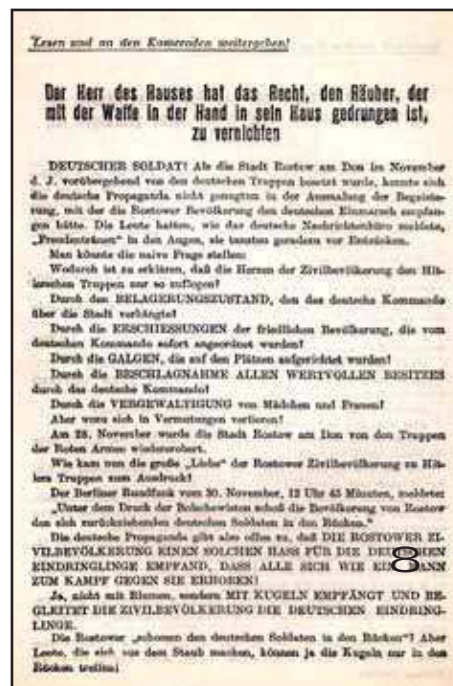 Lesen und an den Kameraden weitergeben!
Der Herr des Hauses hat das Recht, den Räuber, der
mit der Waffe in der Hand in sein Haus gedrungen ist,
zu vernichten
DEUTSCHER SOLDAT! Als die Stadt Rostow am Don im November
d. J. vorübergehend von den deutschen Truppen besetzt wurde, konnte sich
die deutsche Propaganda nicht genugtun in der Ausmalung der Begeiste-
rung, mit der die Rostower Bevölkerung den deutschen Einmarsch empfan-
gen hätte. Die Leute hatten, wie das deutsche Nachrichtenbüro meldete,
„Freudentränen" in den Augen, sie tanzten geradezu vor Entzücken.
Man könnte die naive Frage stellen:
Wodurch ist zu erklären, daß die Herzen der Zivilbevölkerung den Hit-
lerschen Truppen nur so zuflogen?
Durch den BELAGERUNGSZUSTAND, den das deutsche Kommando
über die Stadt verhängte!
Durch die ERSCHIESSUNGEN der friedlichen Bevölkerung, die vom
deutschen Kommando sofort angeordnet wurden!
Durch die GALGEN, die auf den Plätzen aufgerichtet wurden!
Durch die BESCHLAGNAHME ALLEN WERTVOLLEN BESITZES
durch das deutsche Kommando!
Durch die VERGEWALTIGUNG von Mädchen und Frauen!
Aber wozu sich in Vermutungen verlieren!
Am 28. November wurde die Stadt Rostow am Don von den Truppen
der Roten Armee wiedererobert.
Wie kam nun die große „Liebe" der Rostower Zivilbevölkerung zu Hit-
lers Truppen zum Ausdruck?
Der Berliner Rundfunk vom 30. November, 12 Uhr 45 Minuten, meldete:
„Unter dem Druck der Bolschewisten schoß die Bevölkerung von Rostow
den sich zurückziehenden deutschen Soldaten in den Rücken."
Die deutsche Propaganda gibt also offen zu, daß DIE ROSTOWER ZI-
VILBEVÖLKERUNG EINEN SOLCHEN HASS FÜR DIE DEUTSCHEN
EINDRINGLINGE EMPFAND, DASS ALLE SICH WIE EIN MANN
ZUM KAMPF GEGEN SIE ERHOBEN!
8
Ja, nicht mit Blumen, sondern MIT KUGELN EMPFÄNGT UND BE-
GLEITET DIE ZIVILBEVÖLKERUNG DIE DEUTSCHEN EINDRING-
LINGE.
Die Rostower „schossen den deutschen Soldaten in den Rücken"? Aber
Leute, die sich aus dem Staub machen, können ja die Kugeln nur in den
Rücken treffen!